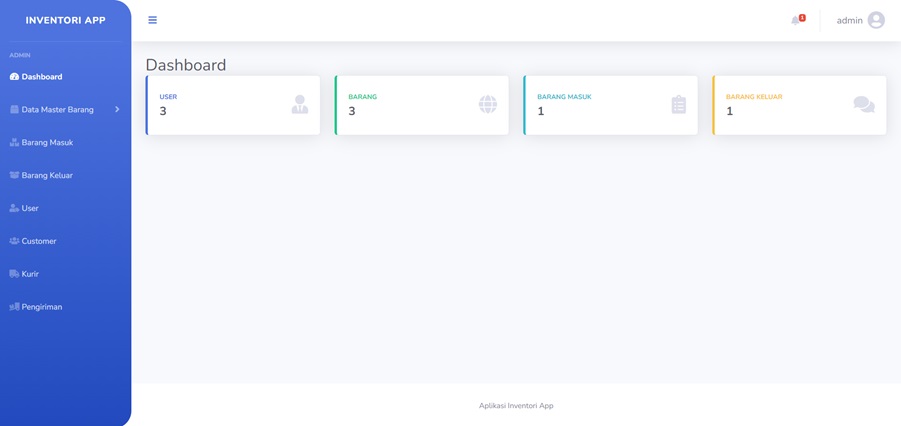 INVENTORI APP
1
admin
ADMIN
Dashboard
Data Master Barang
Barang Masuk
Barang Keluar
User
Customer
Kurir
Pengiriman
Dashboard
USER
3
BARANG
3
BARANG MASUK
1
BARANG KELUAR
1
Aplikasi Inventori App